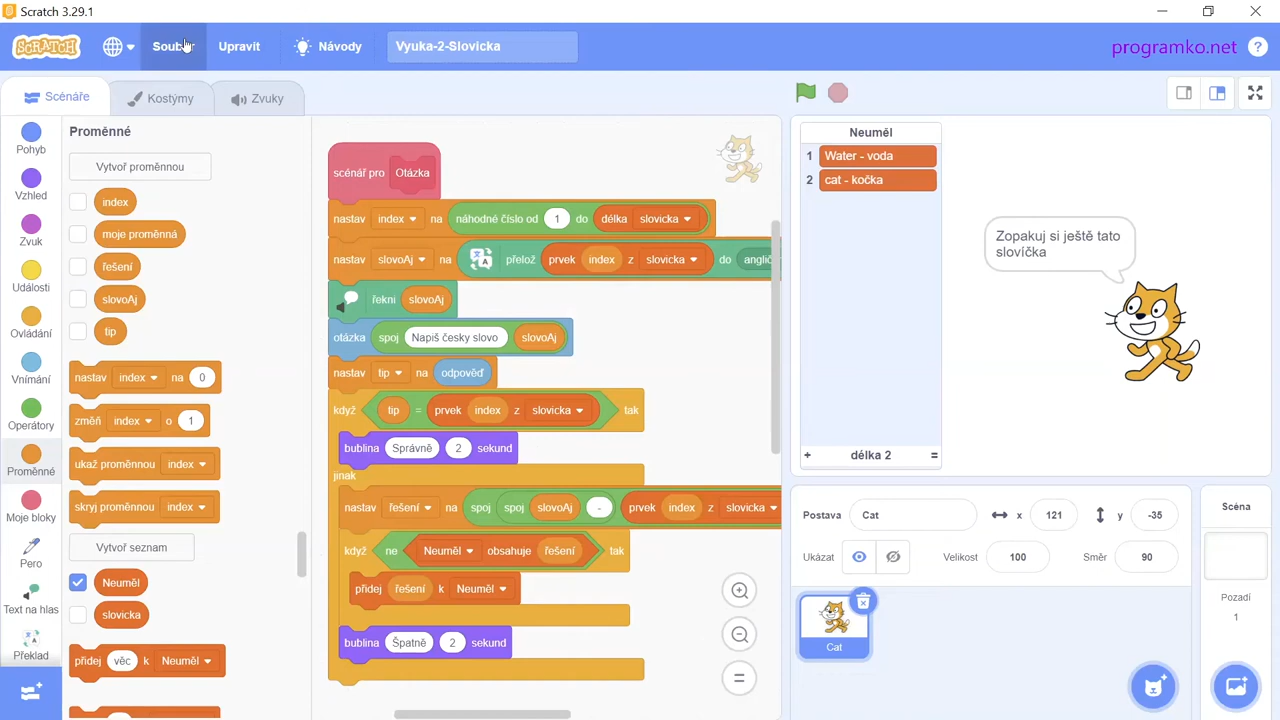 Scratch 3.29.1
SCRATCH
Soubor
Upravit
Návody
Vyuka-2-Slovicka
programko.net
?
Scénáře
Kostýmy
Zvuky
Pohyb
Vzhled
Zvuk
Události
Ovládání
Vnímání
Operátory
Proměnné
Moje bloky
Pero
Text na hlas
Překlad
Proměnné
Vytvoř proměnnou
index
moje proměnná
řešení
slovoAj
tip
nastav index na 0
změň index o 1
ukaž proměnnou index
skryj proměnnou index
Vytvoř seznam
Neuměl
slovicka
přidej věc k Neuměl
scénář pro Otázka
nastav index na náhodné číslo od 1 do délka slovicka
nastav slovoAj na přelož prvek index z slovicka do
řekni slovoAj
otázka spoj Napiš česky slovo slovoAj
nastav tip na odpověď
když tip = prvek index z slovicka tak
bublina Správně 2 sekund
jinak
nastav řešení na spoj spoj slovoAj - prvek index z slovicka
když ne Neuměl obsahuje řešení tak
přidej řešení k Neuměl
bublina Špatně 2 sekund
Neuměl
1 Water - voda
2 cat - kočka
+ délka 2 =
Zopakuj si ještě tato
slovíčka
Postava Cat x 121 y -35
Ukázat Velikost 100 Směr 90
Cat
Scéna
Pozadí
1